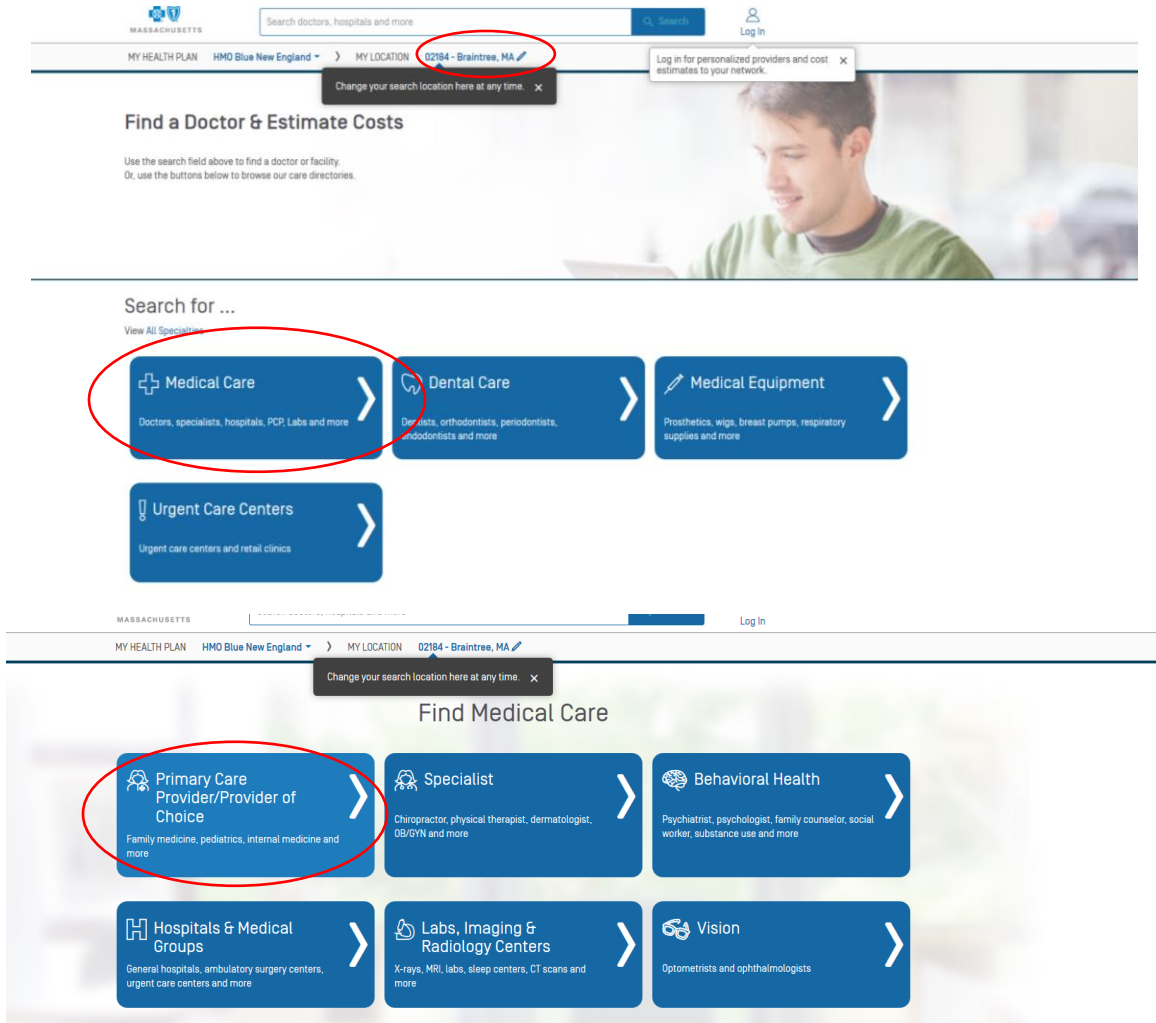 MASSACHUSETTS
Search doctors, hospitals and more
Search
Log In
MY HEALTH PLAN HMO Blue New England MY LOCATION 02184 - Braintree, MA
Log in for personalized providers and cost
estimates to your network.
Change your search location here at any time.
Find a Doctor & Estimate Costs
Use the search field above to find a doctor or facility.
Or, use the buttons below to browse our care directories.
Search for ...
View All Specialties
Medical Care
Doctors, specialists, hospitals, PCP, Labs and more
Dental Care
Dentists, orthodontists, periodontists,
endodontists and more
Medical Equipment
Prosthetics, wigs, breast pumps, respiratory
supplies and more
Urgent Care Centers
Urgent care centers and retail clinics
MASSACHUSETTS
Log In
MY HEALTH PLAN HMO Blue New England MY LOCATION 02184 - Braintree, MA
Change your search location here at any time.
Find Medical Care
Primary Care
Provider/Provider of
Choice
Family medicine, pediatrics, internal medicine and
more
Specialist
Chiropractor, physical therapist, dermatologist,
OB/GYN and more
Behavioral Health
Psychiatrist, psychologist, family counselor, social
worker, substance use and more
Hospitals & Medical
Groups
General hospitals, ambulatory surgery centers,
urgent care centers and more
Labs, Imaging &
Radiology Centers
X-rays, MRI, labs, sleep centers, CT scans and
more
Vision
Optometrists and ophthalmologists